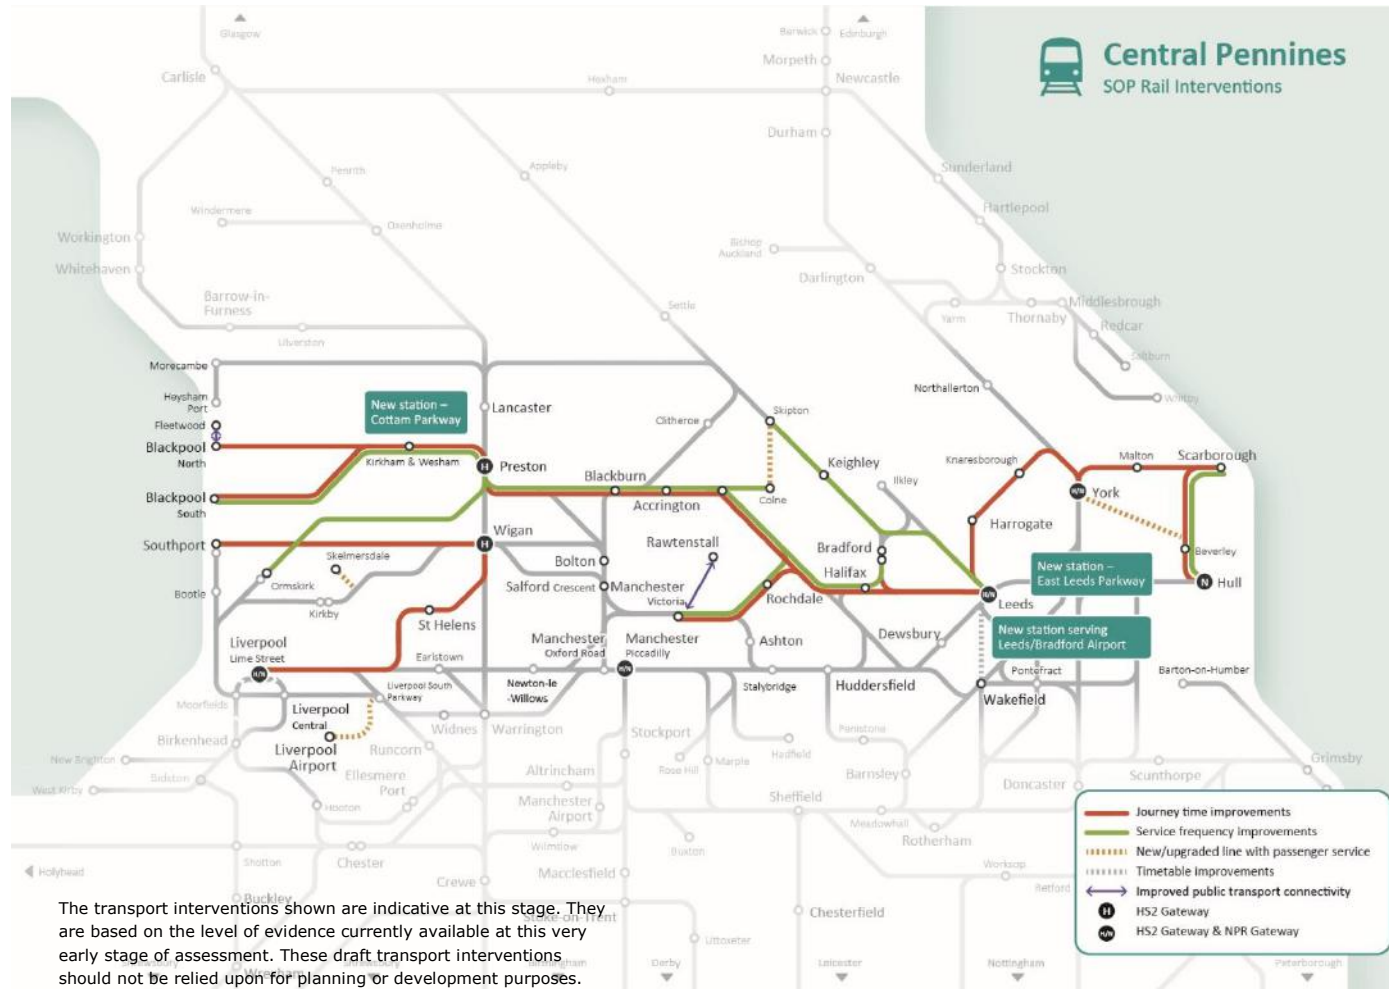 Central Pennines
SOP Rail Interventions
Glasgow
Berwick
Edinburgh
Morpeth
Carlisle
Hexham
Newcastle
Durham
Penrith
Appleby
Sunderland
Windermere
Oxenholme
Hartlepool
Workington
Bishop
Auckland
Whitehaven
Darlington
Stockton
Barrow-in-
Furness
Settle
Yarm
Thornaby
Middlesbrough
Redcar
Ulverston
Saltburn
Morecambe
Northallerton
Whitby
Heysham
Port
New station –
Cottam Parkway
Lancaster
Clitheroe
Skipton
Fleetwood
Blackpool
North
Kirkham & Wesham
H
Preston
Keighley
Knaresborough
Malton
Scarborough
Blackburn
Ilkley
Blackpool
South
Accrington
Colne
H/N
York
Southport
Wigan
H
Harrogate
Skelmersdale
Rawtenstall
Bradford
Beverley
Bolton
Halifax
New station –
East Leeds Parkway
Ormskirk
Salford Crescent
Manchester
Victoria
Rochdale
N
Hull
Bootle
Kirkby
H/N
Leeds
St Helens
New station serving
Leeds/Bradford Airport
Liverpool
Lime Street
Earlstown
Manchester
Oxford Road
Manchester
Piccadilly
Ashton
Dewsbury
H/N
Liverpool South
Parkway
Newton-le
-Willows
H/N
Stalybridge
Huddersfield
Pontefract
Barton-on-Humber
Wakefield
Moorfields
Liverpool
Central
Widnes
Warrington
Stockport
Penistone
Birkenhead
Liverpool
Airport
Runcorn
Hadfield
Grimsby
New Brighton
Ellesmere
Port
Altrincham
Rose Hill
Marple
Barnsley
Scunthorpe
Bidston
West Kirby
Doncaster
Hooton
Manchester
Airport
Sheffield
Meadowhall
Rotherham
Wilmslow
Buxton
Shotton
Chester
Worksop
Hollyhead
Crewe
Macclesfield
Retford
Buckley
Stoke-on-Trent
Chesterfield
Uttoxeter
Wrexham
Derby
Leicester
Nottingham
Peterborough
Journey time improvements
Service frequency improvements
New/upgraded line with passenger service
Timetable improvements
Improved public transport connectivity
H
HS2 Gateway
H/N
HS2 Gateway & NPR Gateway
The transport interventions shown are indicative at this stage. They
are based on the level of evidence currently available at this very
early stage of assessment. These draft transport interventions
should not be relied upon for planning or development purposes.